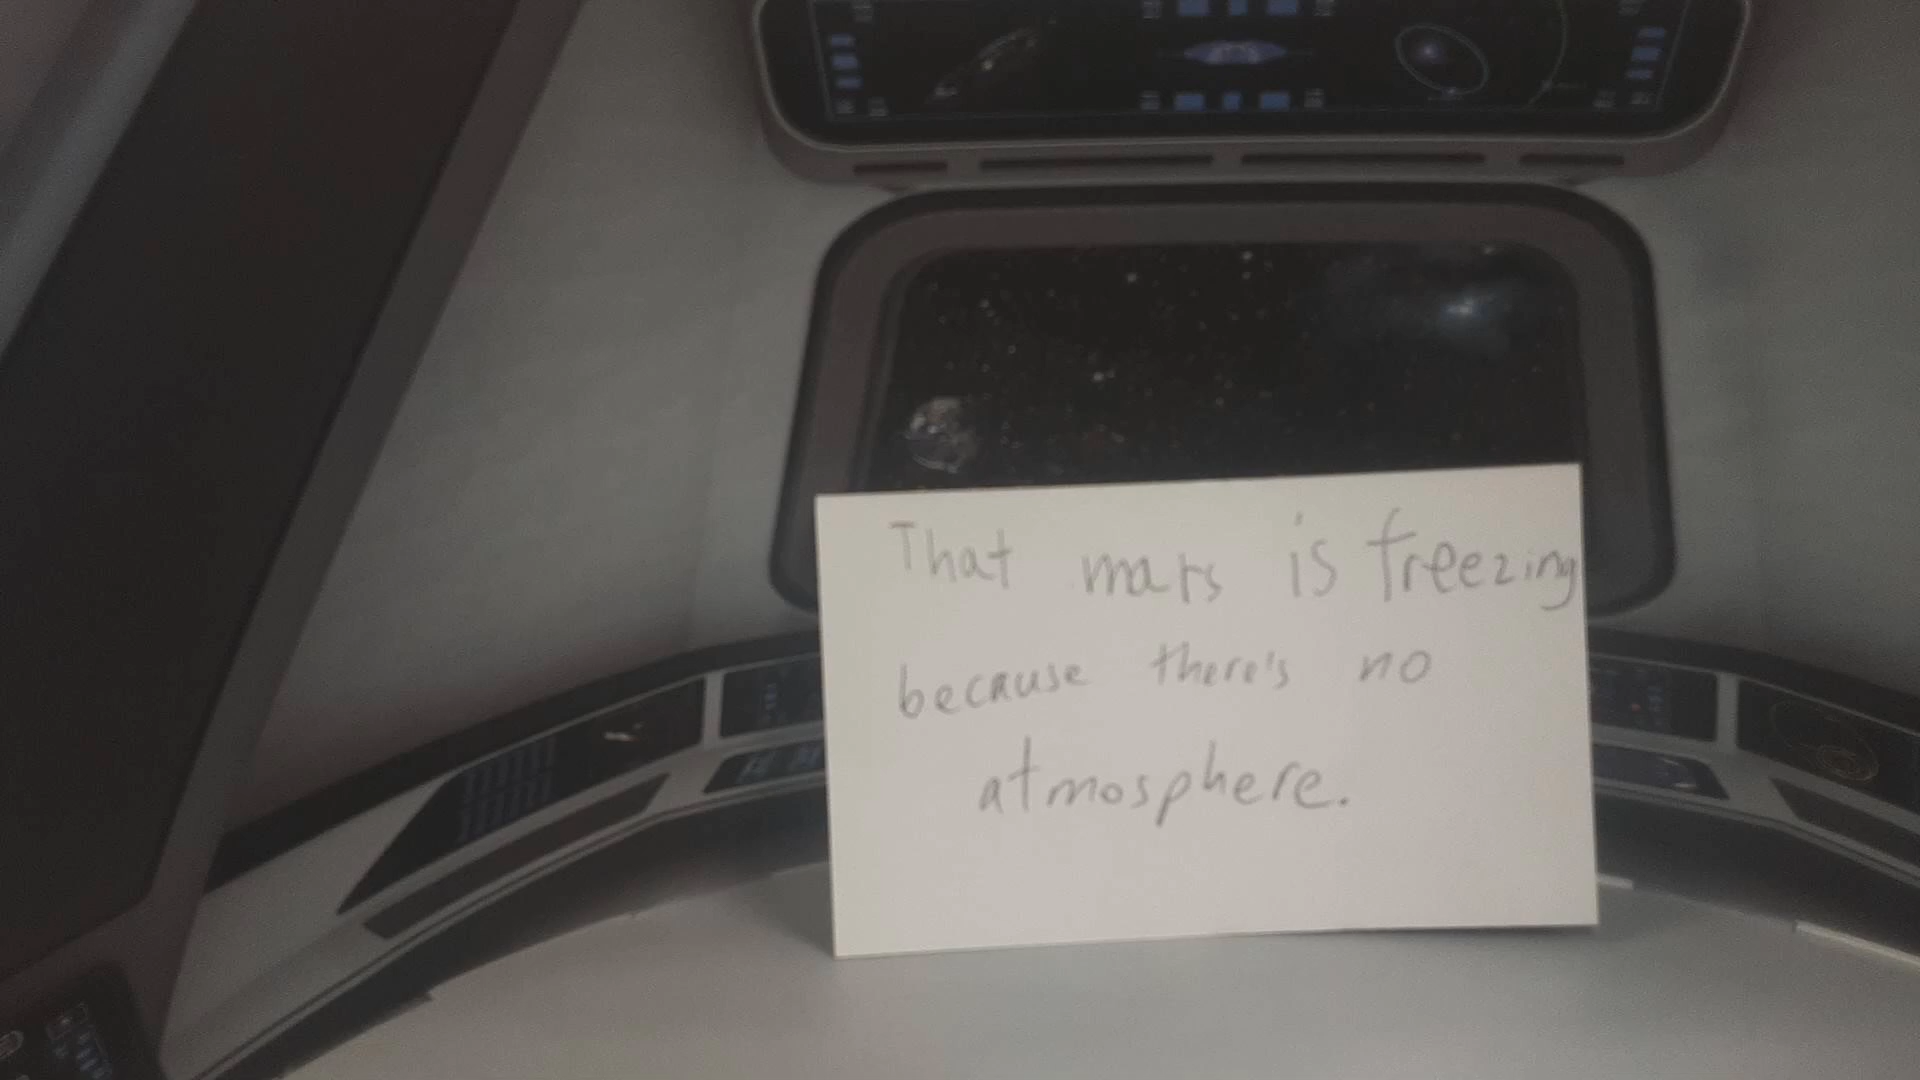 That mars is freezing
because there's no
atmosphere.